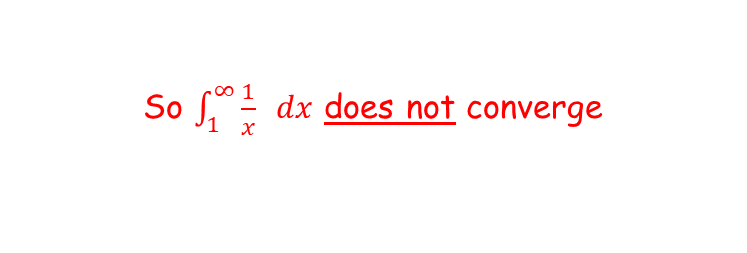 So ∫₁^∞ 1/x dx does not converge